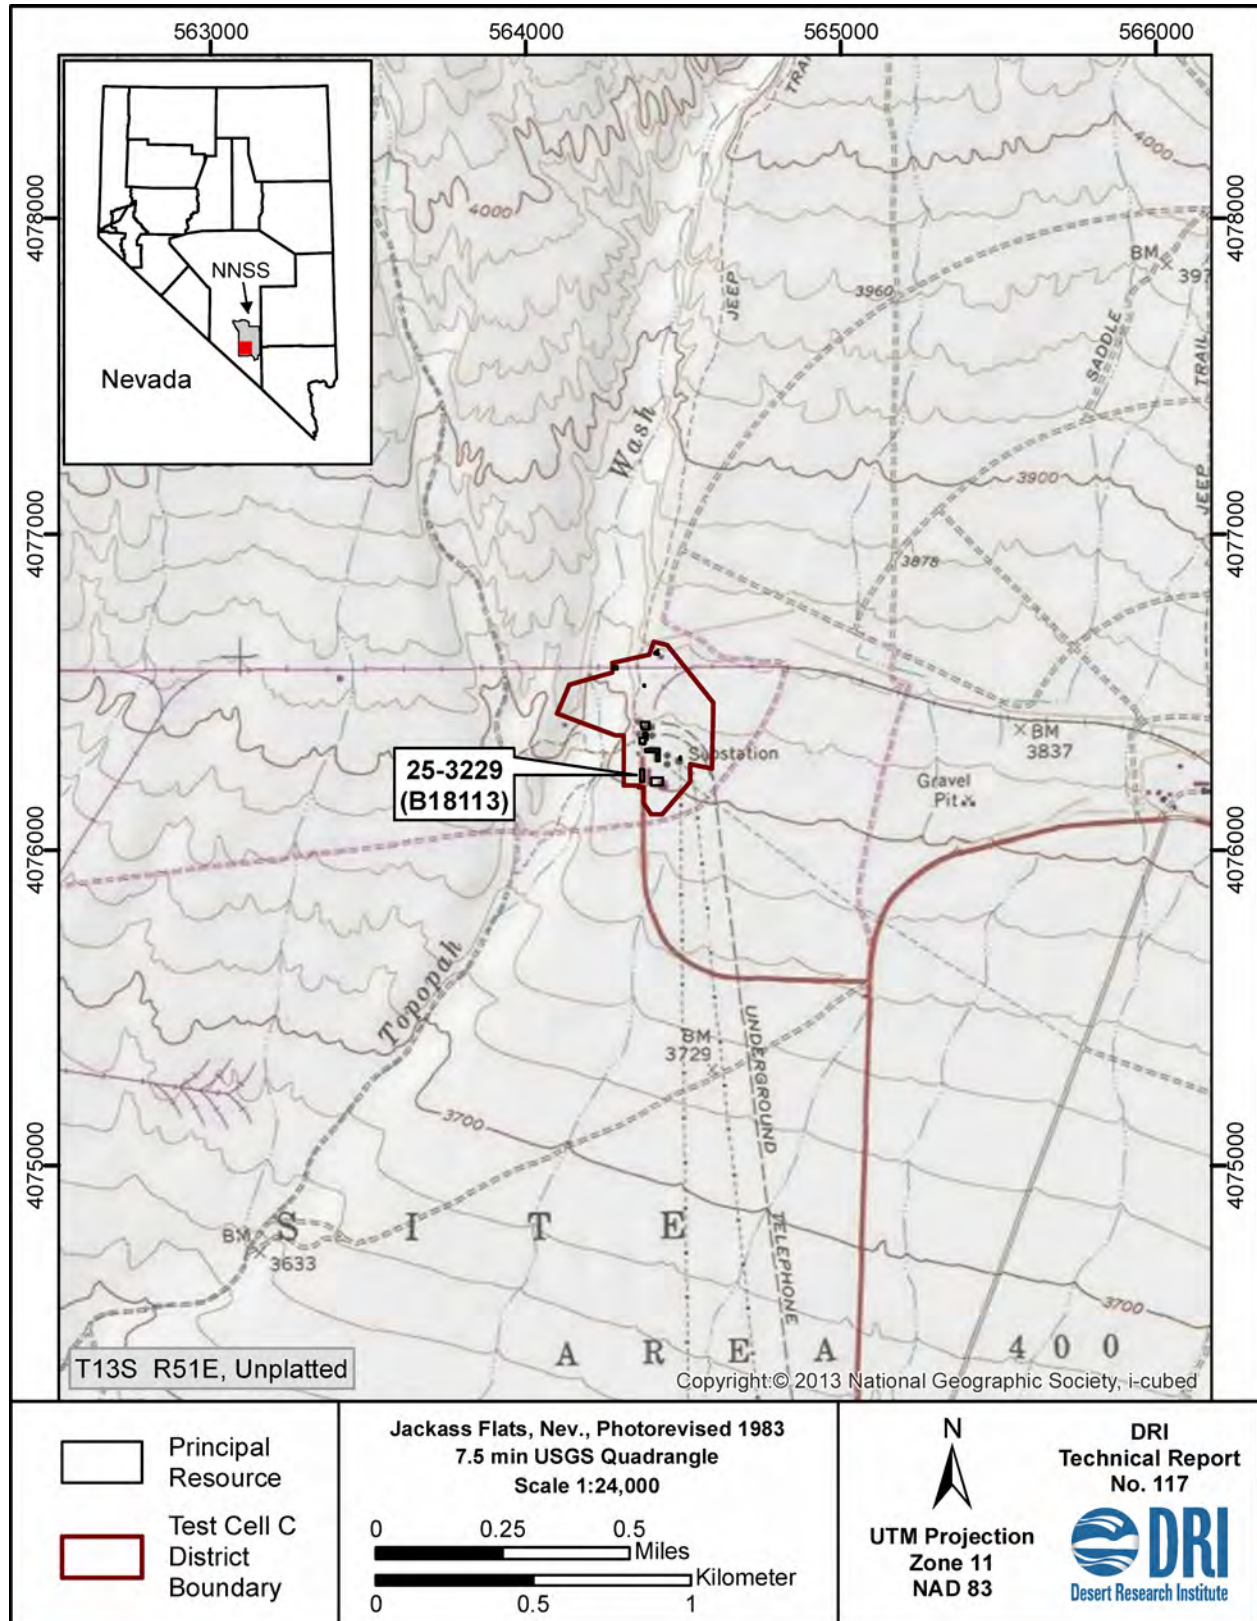 563000
564000
565000
566000
4078000
4077000
4076000
4075000
4078000
4077000
4076000
4075000
NNSS
Nevada
TRAI
4000
4000
JEEP
3960
BM
397
SADDLE
TRAIL
JEEP
Wash
3900
3878
Substation
BM
3837
Gravel
Pit
25-3229
(B18113)
Topopah
BM
3729
UNDERGROUND
TELEPHONE
3700
BM
3633
S I T E
3700
A R E A 400
T13S R51E, Unplatted
Copyright:© 2013 National Geographic Society, i-cubed
Principal
Resource
Test Cell C
District
Boundary
Jackass Flats, Nev., Photorevised 1983
7.5 min USGS Quadrangle
Scale 1:24,000
0 0.25 0.5
Miles
Kilometer
0 0.5 1
N
UTM Projection
Zone 11
NAD 83
DRI
Technical Report
No. 117
DRI
Desert Research Institute